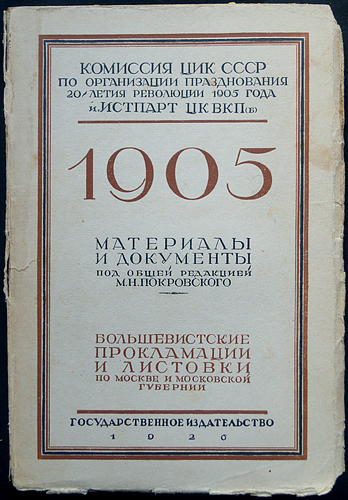 КОМИССИЯ ЦИК СССР
ПО ОРГАНИЗАЦИИ ПРАЗДНОВАНИЯ
20/ЛЕТИЯ РЕВОЛЮЦИИ 1905 ГОДА
и ИСТПАРТ ЦК ВКП(Б)
1905
МАТЕРИАЛЫ
И ДОКУМЕНТЫ
ПОД ОБЩЕЙ РЕДАКЦИЕЙ
М.Н.ПОКРОВСКОГО
БОЛЬШЕВИСТСКИЕ
ПРОКЛАМАЦИИ
И ЛИСТОВКИ
ПО МОСКВЕ И МОСКОВСКОЙ
ГУБЕРНИИ
ГОСУДАРСТВЕННОЕ ИЗДАТЕЛЬСТВО
1926